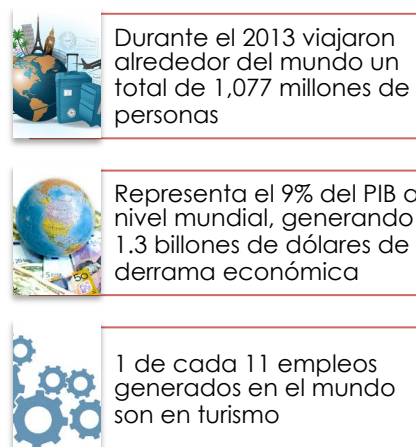 Durante el 2013 viajaron
alrededor del mundo un
total de 1,077 millones de
personas
Representa el 9% del PIB a
nivel mundial, generando
1.3 billones de dólares de
derrama económica
1 de cada 11 empleos
generados en el mundo
son en turismo